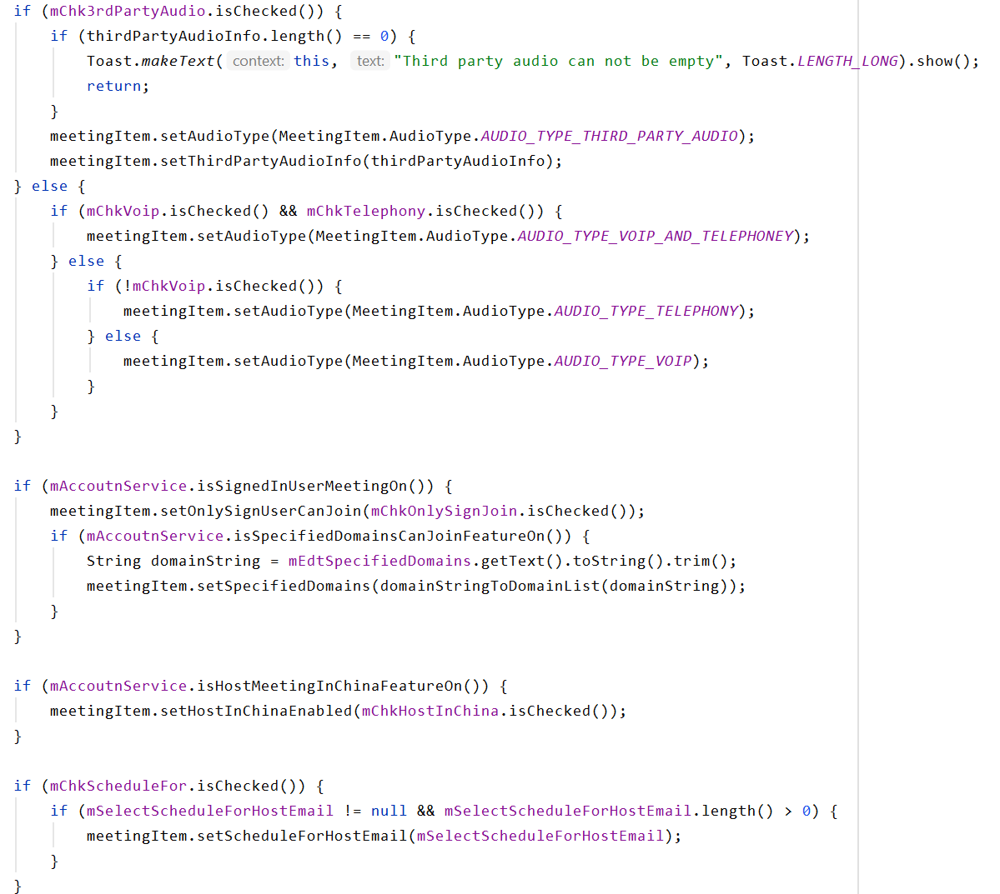 if (mChk3rdPartyAudio.isChecked()) {
    if (thirdPartyAudioInfo.length() == 0) {
        Toast.makeText( context: this,  text: "Third party audio can not be empty", Toast.LENGTH_LONG).show();
        return;
    }
    meetingItem.setAudioType(MeetingItem.AudioType.AUDIO_TYPE_THIRD_PARTY_AUDIO);
    meetingItem.setThirdPartyAudioInfo(thirdPartyAudioInfo);
} else {
    if (mChkVoip.isChecked() && mChkTelephony.isChecked()) {
        meetingItem.setAudioType(MeetingItem.AudioType.AUDIO_TYPE_VOIP_AND_TELEPHONEY);
    } else {
        if (!mChkVoip.isChecked()) {
            meetingItem.setAudioType(MeetingItem.AudioType.AUDIO_TYPE_TELEPHONY);
        } else {
            meetingItem.setAudioType(MeetingItem.AudioType.AUDIO_TYPE_VOIP);
        }
    }
}

if (mAccoutnService.isSignedInUserMeetingOn()) {
    meetingItem.setOnlySignUserCanJoin(mChkOnlySignJoin.isChecked());
    if (mAccoutnService.isSpecifiedDomainsCanJoinFeatureOn()) {
        String domainString = mEdtSpecifiedDomains.getText().toString().trim();
        meetingItem.setSpecifiedDomains(domainStringToDomainList(domainString));
    }
}

if (mAccoutnService.isHostMeetingInChinaFeatureOn()) {
    meetingItem.setHostInChinaEnabled(mChkHostInChina.isChecked());
}

if (mChkScheduleFor.isChecked()) {
    if (mSelectScheduleForHostEmail != null && mSelectScheduleForHostEmail.length() > 0) {
        meetingItem.setScheduleForHostEmail(mSelectScheduleForHostEmail);
    }
}